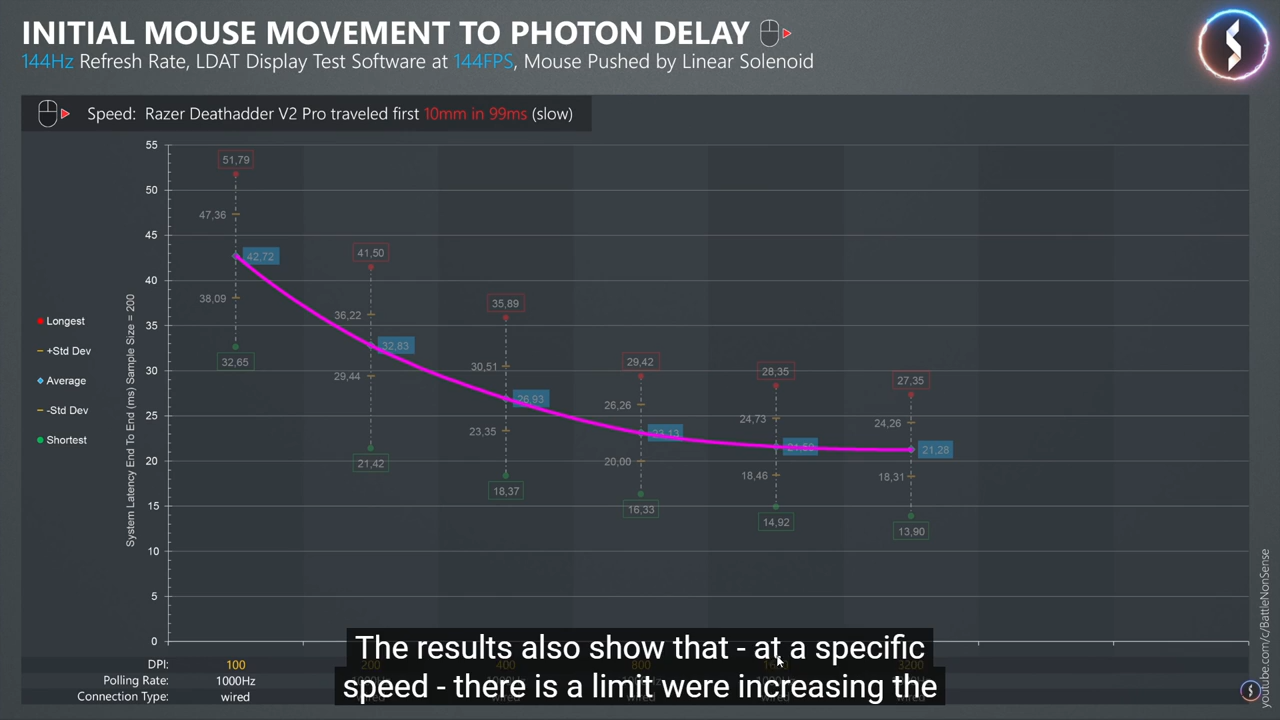 INITIAL MOUSE MOVEMENT TO PHOTON DELAY
144Hz Refresh Rate, LDAT Display Test Software at 144FPS, Mouse Pushed by Linear Solenoid
Speed: Razer Deathadder V2 Pro traveled first 10mm in 99ms (slow)
55
50
45
40
35
30
25
20
15
10
5
0
System Latency End To End (ms) Sample Size = 200
Longest
+Std Dev
Average
-Std Dev
Shortest
51,79
47,36
42,72
38,09
32,65
41,50
36,22
32,83
29,44
21,42
35,89
30,51
26,93
23,35
18,37
29,42
26,26
23,13
20,00
16,33
28,35
24,73
21,59
18,46
14,92
27,35
24,26
21,28
18,31
13,90
DPI: 100 200 400 800 1600 3200
Polling Rate: 1000Hz
Connection Type: wired
The results also show that - at a specific
speed - there is a limit were increasing the
youtube.com/c/BattleNonSense